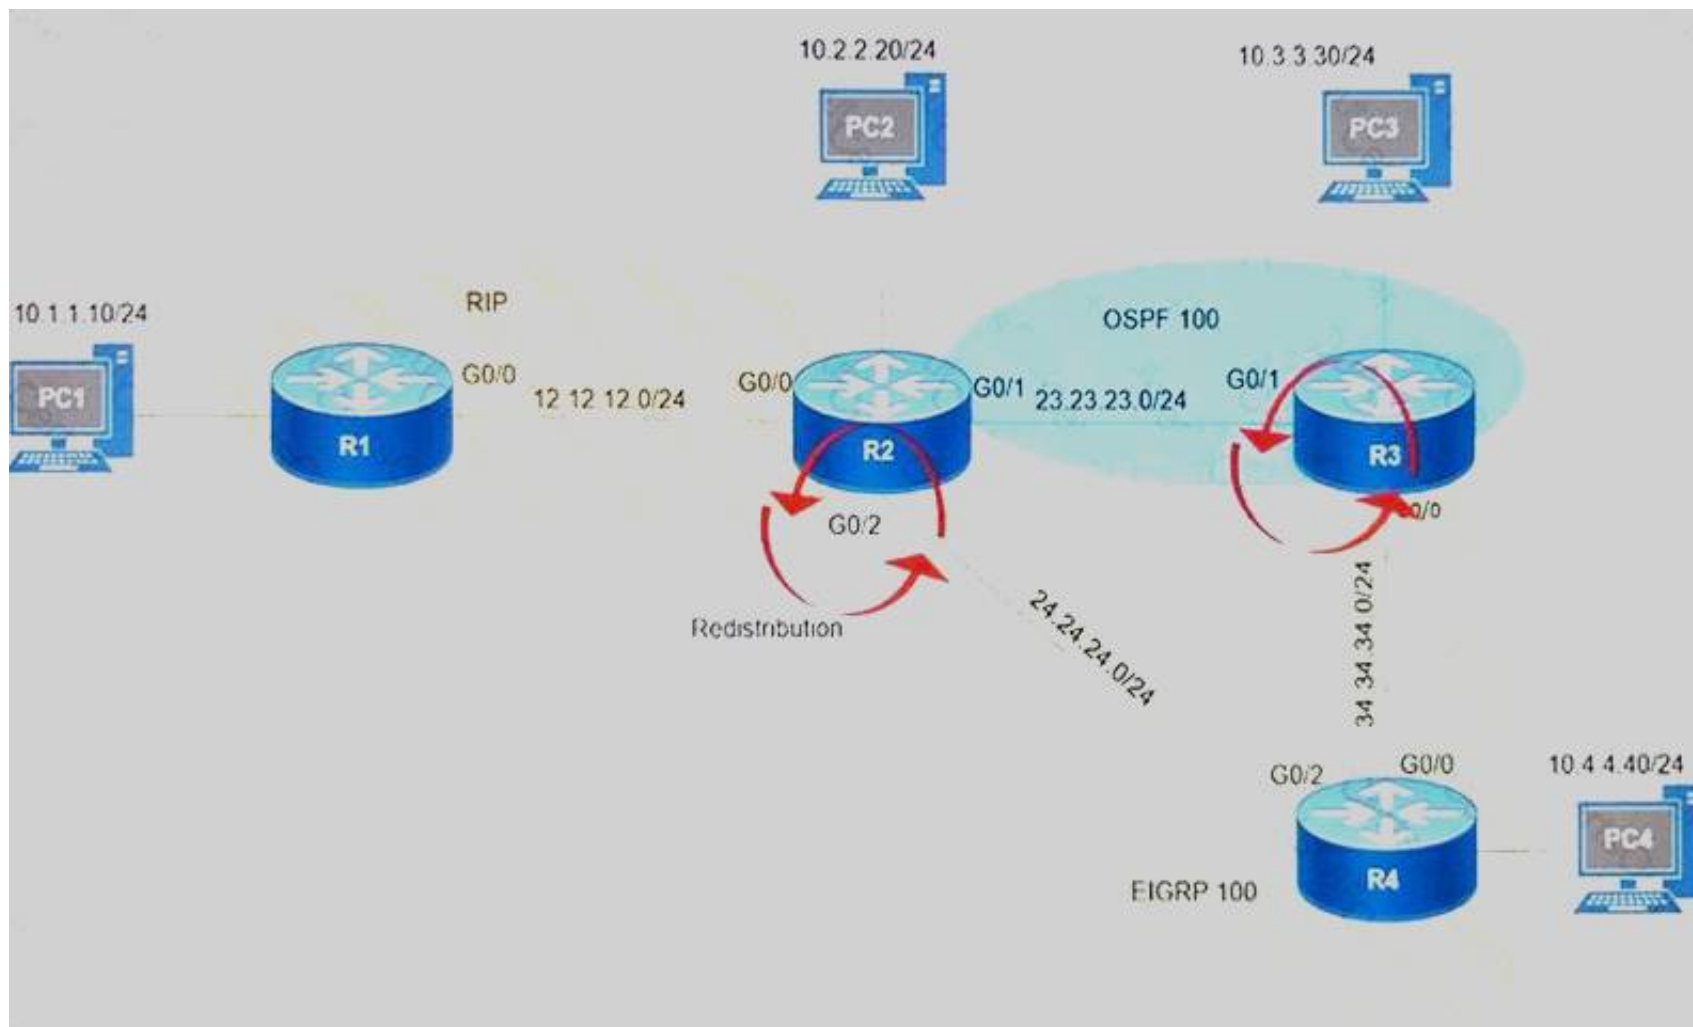 10.2.2.20/24
10.3.3.30/24
PC2
PC3
RIP
OSPF 100
10.1.1.10/24
PC1
G0/0
12.12.12.0/24
G0/0
G0/1
23.23.23.0/24
G0/1
R1
R2
R3
G0/2
G0/0
Redistribution
24.24.24.0/24
34.34.34.0/24
G0/2
G0/0
10.4.4.40/24
PC4
R4
EIGRP 100